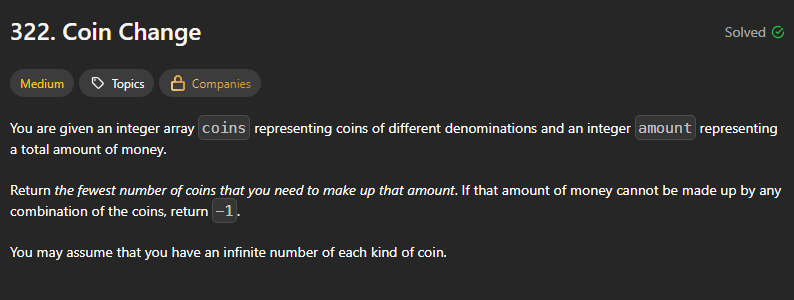 322. Coin Change
Solved
Medium Topics Companies
You are given an integer array coins representing coins of different denominations and an integer amount representing
a total amount of money.
Return the fewest number of coins that you need to make up that amount. If that amount of money cannot be made up by any
combination of the coins, return -1.
You may assume that you have an infinite number of each kind of coin.